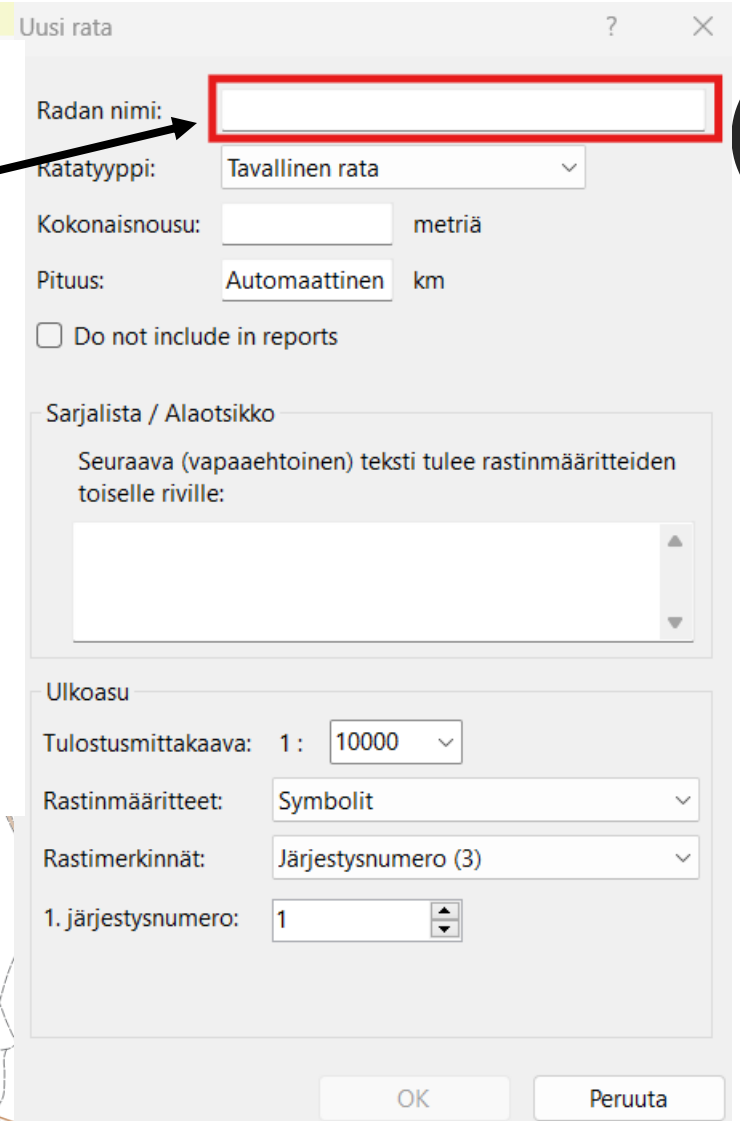 Uusi rata ?
Radan nimi:
Ratatyyppi: Tavallinen rata
Kokonaisnousu: metriä
Pituus: Automaattinen km
Do not include in reports
Sarjalista / Alaotsikko
Seuraava (vapaaehtoinen) teksti tulee rastinmääritteiden
toiselle riville:
Ulkoasu
Tulostusmittakaava: 1 : 10000
Rastinmääritteet: Symbolit
Rastimerkinnät: Järjestysnumero (3)
1. järjestysnumero: 1
OK Peruuta